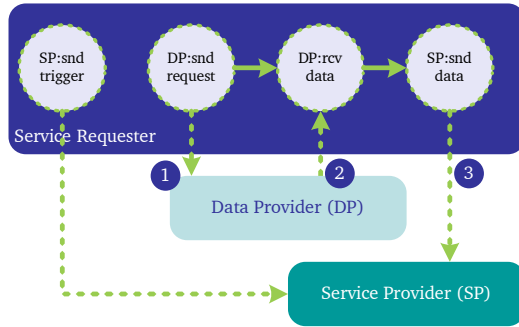 SP:snd
trigger
DP:snd
request
DP:rcv
data
SP:snd
data
Service Requester
1
2
3
Data Provider (DP)
Service Provider (SP)